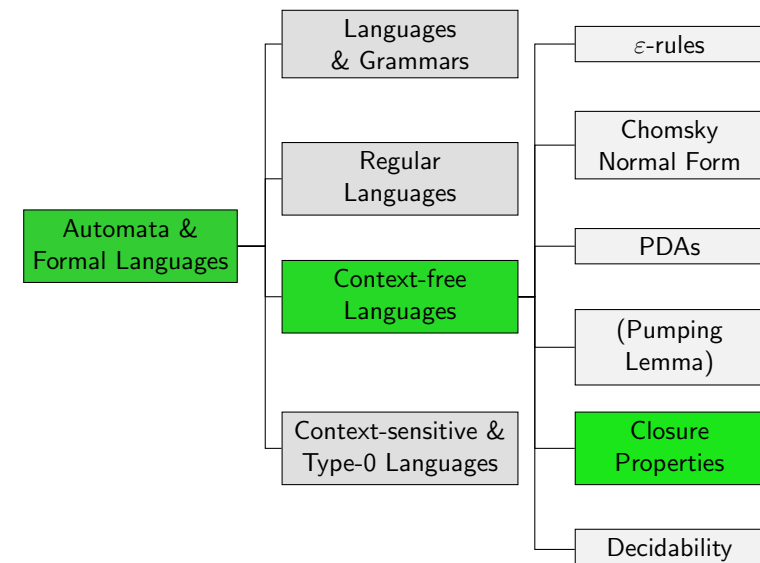 Automata &
Formal Languages
Languages
& Grammars
Regular
Languages
Context-free
Languages
Context-sensitive &
Type-0 Languages
ε-rules
Chomsky
Normal Form
PDAs
(Pumping
Lemma)
Closure
Properties
Decidability